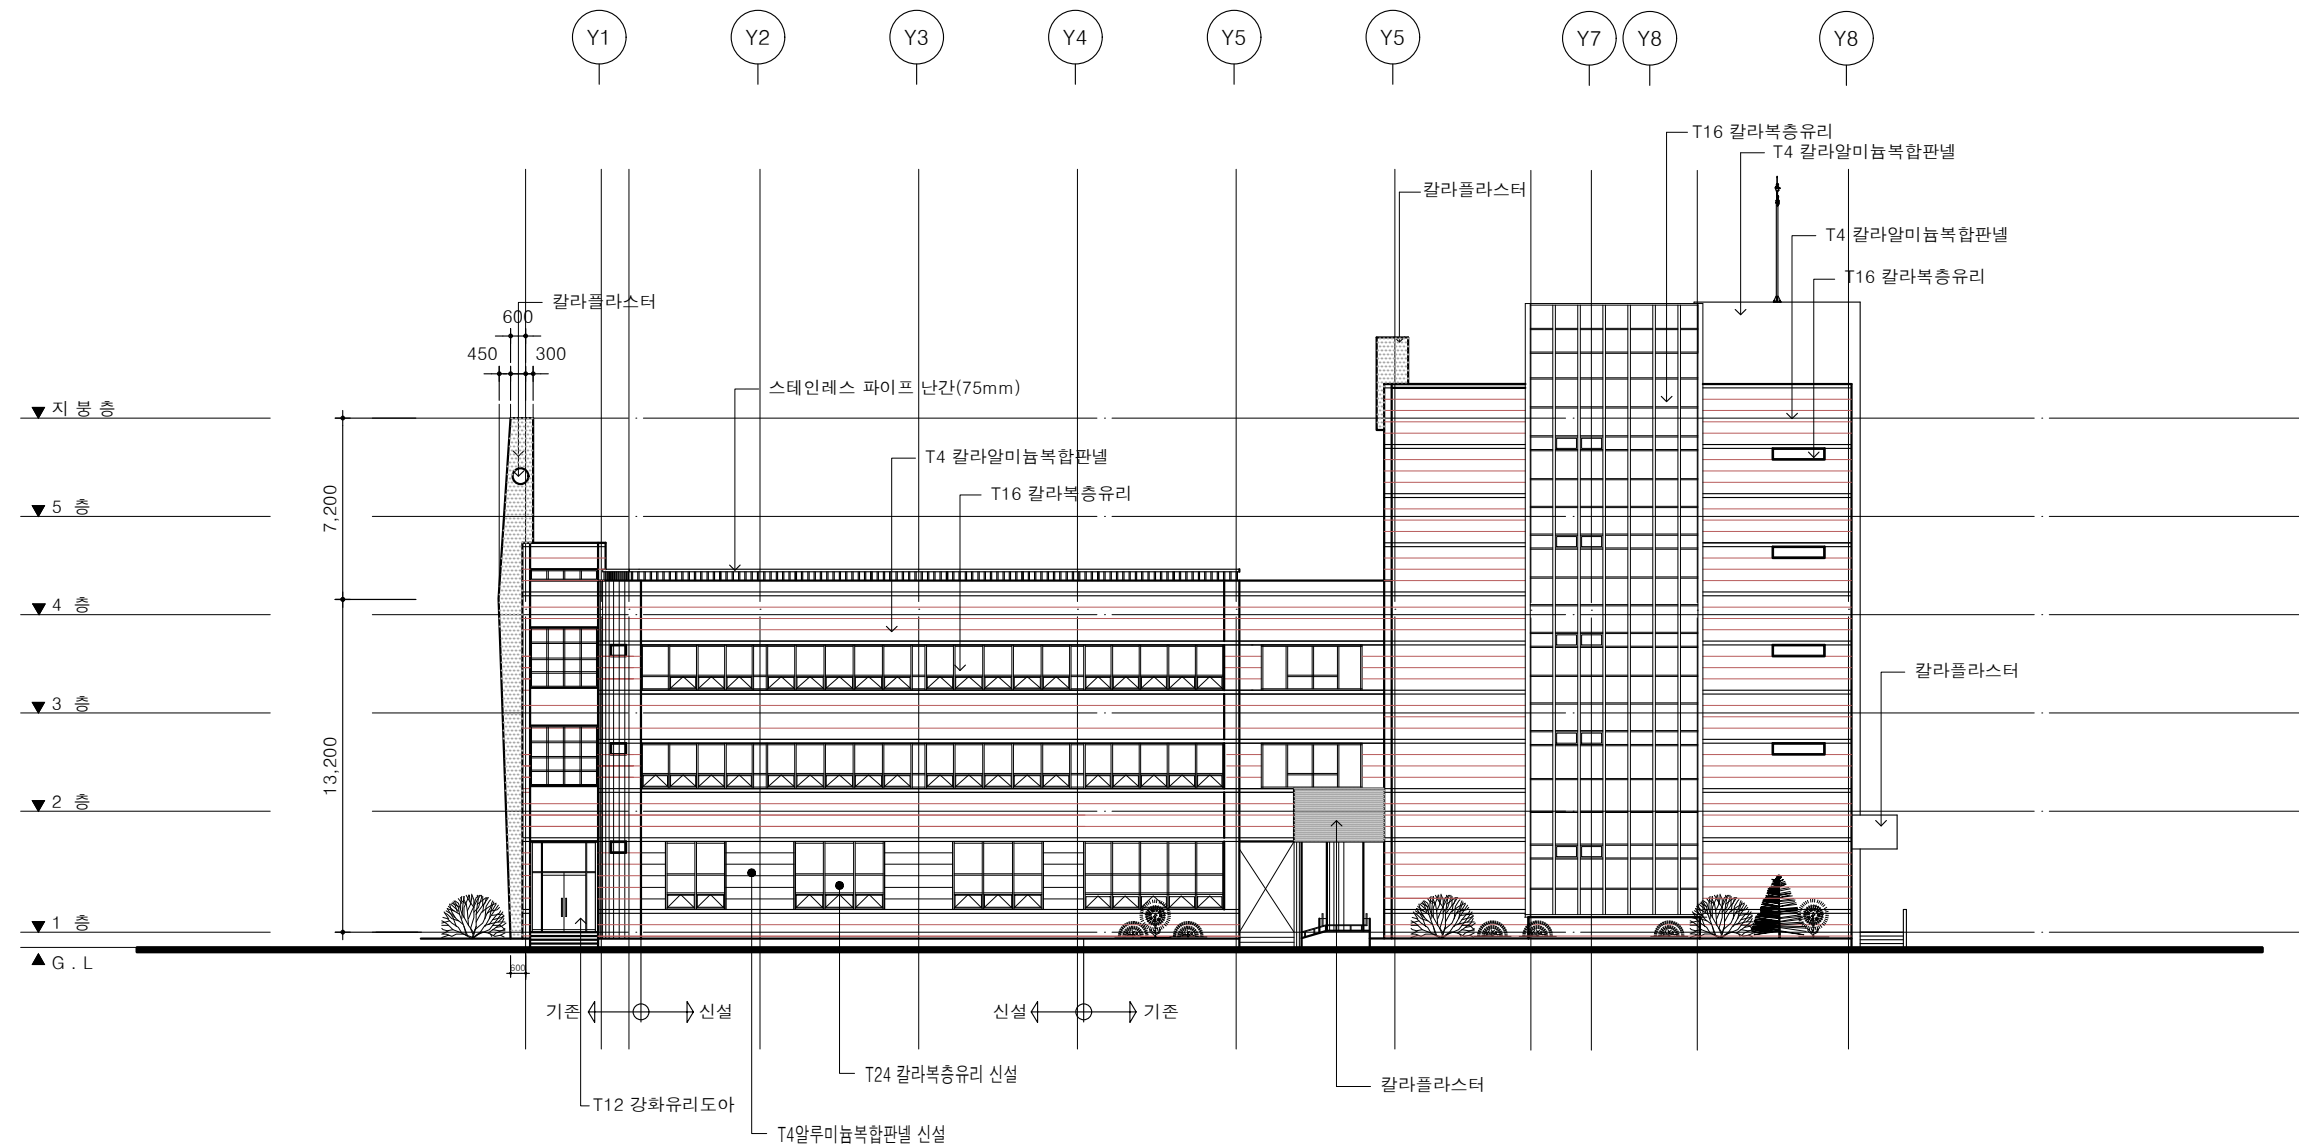 Y1 Y2 Y3 Y4 Y5 Y5 Y7 Y8 Y8
T16 칼라복층유리
T4 칼라알미늄복합판넬
칼라플라스터
T4 칼라알미늄복합판넬
T16 칼라복층유리
칼라플라스터
600
450 300
스테인레스 파이프 난간(75mm)
지 붕 층
T4 칼라알미늄복합판넬
T16 칼라복층유리
7,200
5 층
4 층
칼라플라스터
3 층
13,200
2 층
1 층
G . L
600
기존 신설
신설 기존
T24 칼라복층유리 신설
칼라플라스터
T12 강화유리도아
T4알루미늄복합판넬 신설